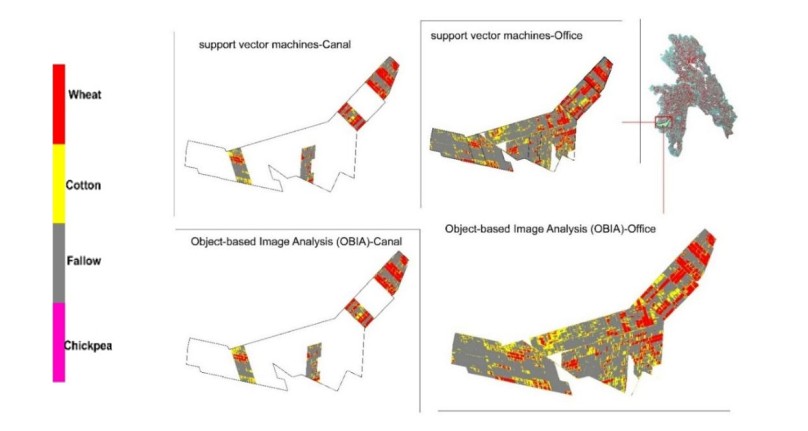 support vector machines-Canal
support vector machines-Office
Wheat
Cotton
Fallow
Chickpea
Object-based Image Analysis (OBIA)-Canal
Object-based Image Analysis (OBIA)-Office